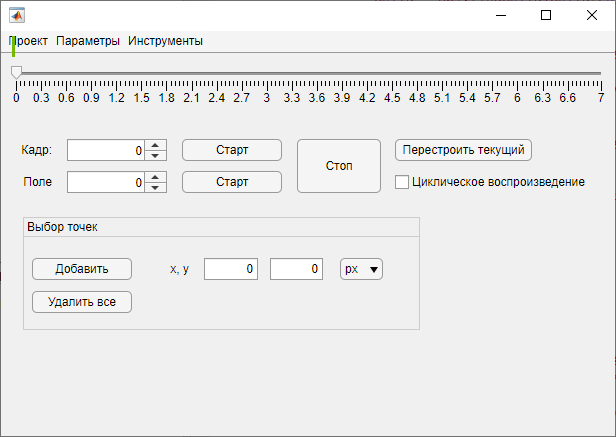 Проект Параметры Инструменты
0 0.3 0.6 0.9 1.2 1.5 1.8 2.1 2.4 2.7 3 3.3 3.6 3.9 4.2 4.5 4.8 5.1 5.4 5.7 6 6.3 6.6 7
Кадр: 0 Старт Стоп Перестроить текущий
Поле 0 Старт Циклическое воспроизведение
Выбор точек
Добавить x, y 0 0 px
Удалить все